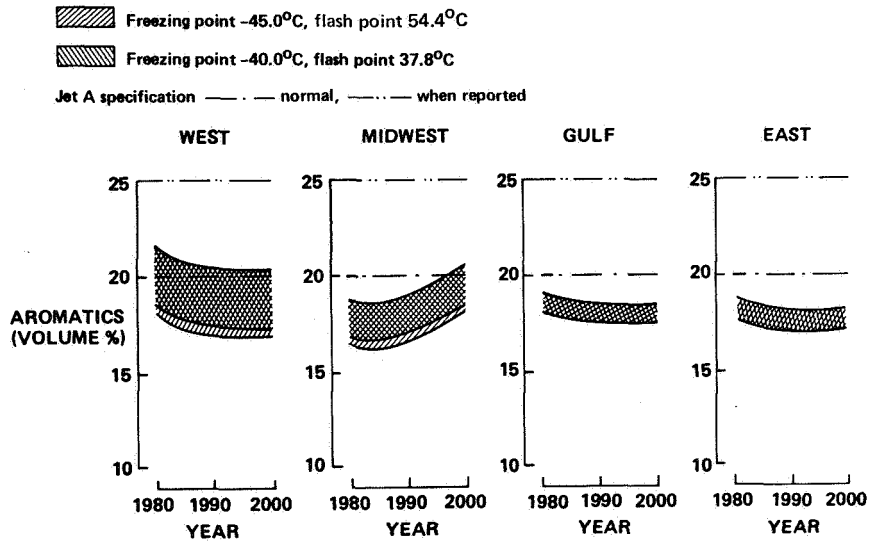 Freezing point -45.0°C, flash point 54.4°C
Freezing point -40.0°C, flash point 37.8°C
Jet A specification — · — normal, — ·· — when reported
WEST MIDWEST GULF EAST
25 25 25 25
20 20 20 20
AROMATICS
(VOLUME %)
15 15 15 15
10 10 10 10
1980 1990 2000 1980 1990 2000 1980 1990 2000 1980 1990 2000
YEAR YEAR YEAR YEAR